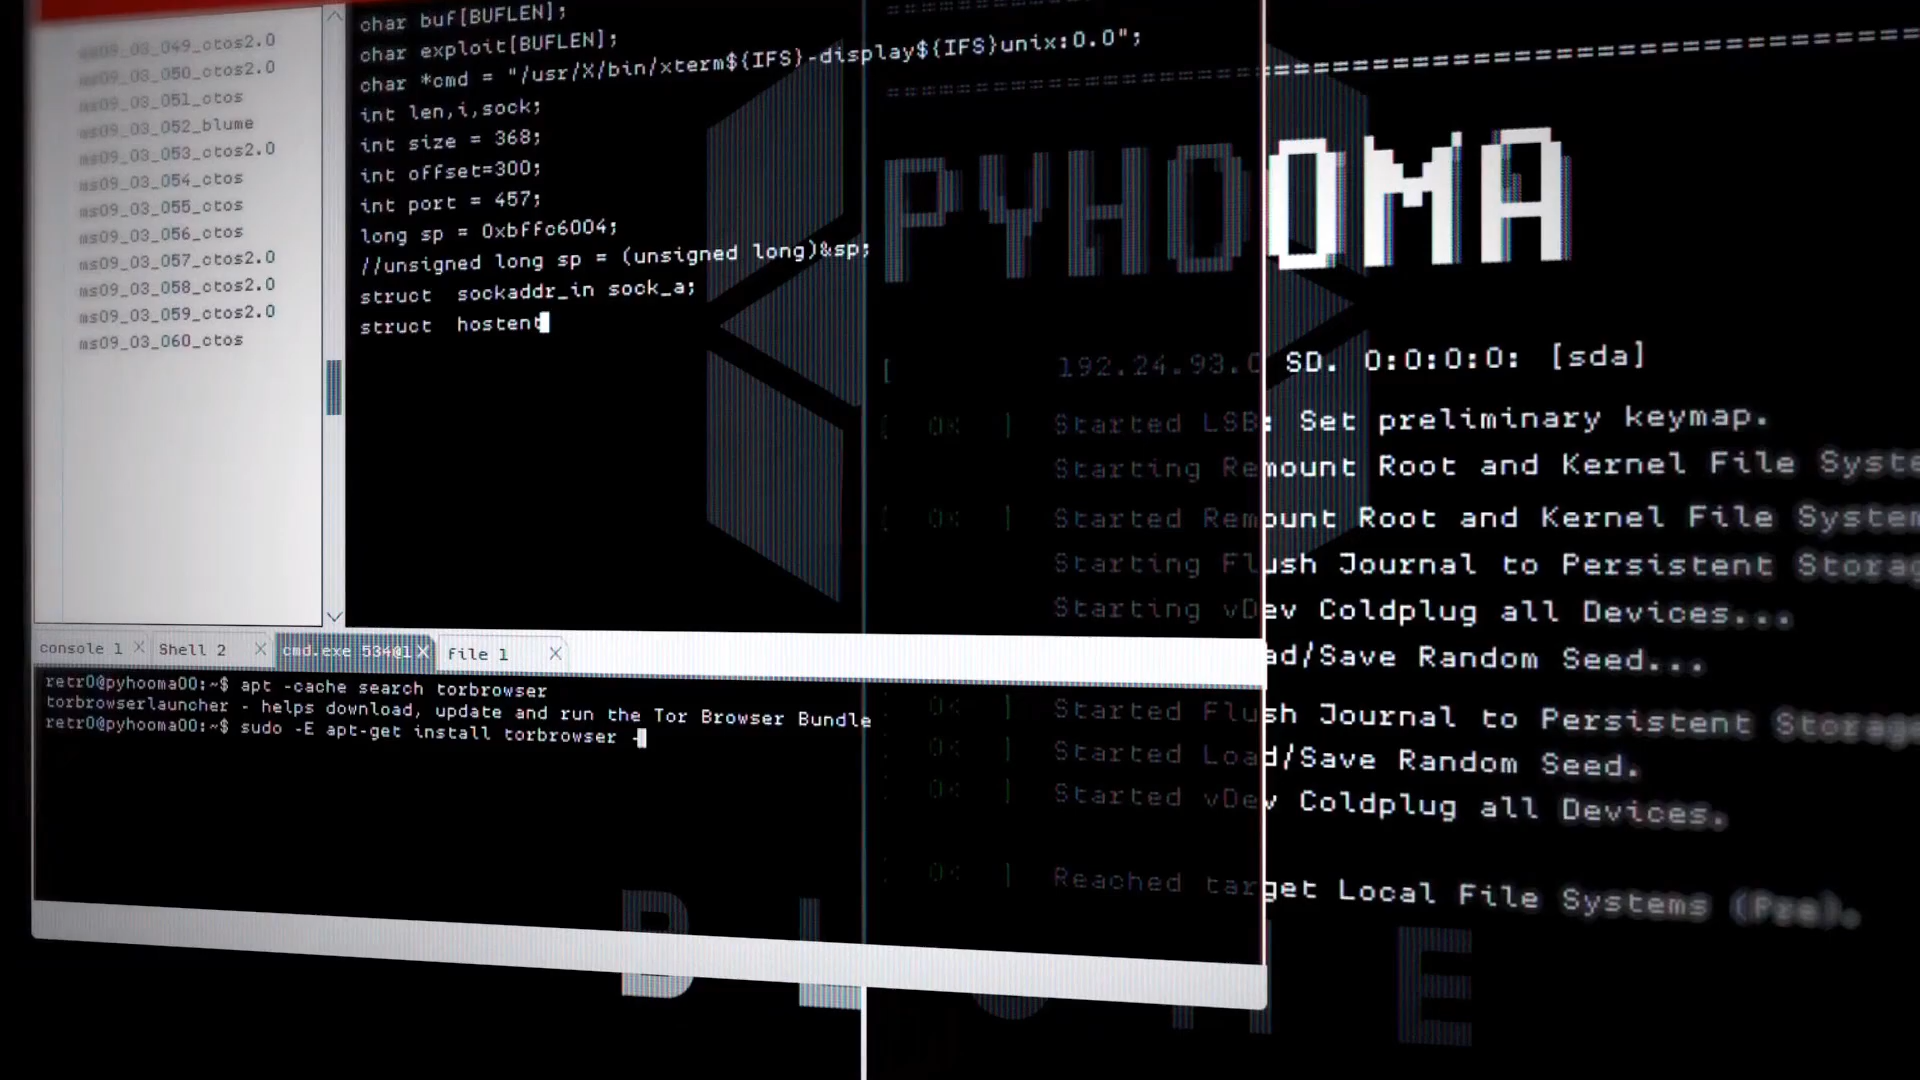 ms09_03_049_ctos2.0
ms09_03_050_ctos2.0
ms09_03_051_ctos
ms09_03_052_blume
ms09_03_053_ctos2.0
ms09_03_054_ctos
ms09_03_055_ctos
ms09_03_056_ctos
ms09_03_057_ctos2.0
ms09_03_058_ctos2.0
ms09_03_059_ctos2.0
ms09_03_060_ctos
char buf[BUFLEN];
char exploit[BUFLEN];
char *cmd = "/usr/X/bin/xterm${IFS}-display${IFS}unix:0.0";
int len,i,sock;
int size = 368;
int offset=300;
int port = 457;
long sp = 0xbffc6004;
//unsigned long sp = (unsigned long)&sp;
struct  sockaddr_in sock_a;
struct  hostent
console 1
Shell 2
cmd.exe 534@1
File 1
retr0@pyhooma00:~$ apt -cache search torbrowser
torbrowserlauncher - helps download, update and run the Tor Browser Bundle
retr0@pyhooma00:~$ sudo -E apt-get install torbrowser -
================================
PYHOOMA
[ 192.24.93.0 SD. 0:0:0:0: [sda]
[ OK ] Started LSB: Set preliminary keymap.
Starting Remount Root and Kernel File Syste
[ OK ] Started Remount Root and Kernel File System
Starting Flush Journal to Persistent Storag
Starting vDev Coldplug all Devices...
ad/Save Random Seed...
[ OK ] Started Flush Journal to Persistent Storage
[ OK ] Started Load/Save Random Seed.
[ OK ] Started vDev Coldplug all Devices.
[ OK ] Reached target Local File Systems (Pre).
BLUME